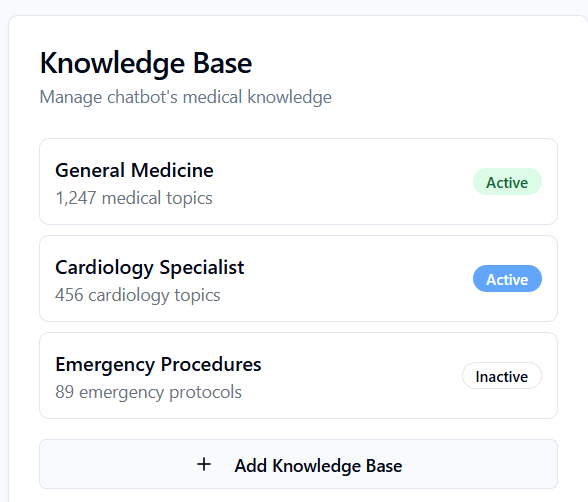 Knowledge Base
Manage chatbot's medical knowledge
General Medicine
1,247 medical topics
Active
Cardiology Specialist
456 cardiology topics
Active
Emergency Procedures
89 emergency protocols
Inactive
+ Add Knowledge Base